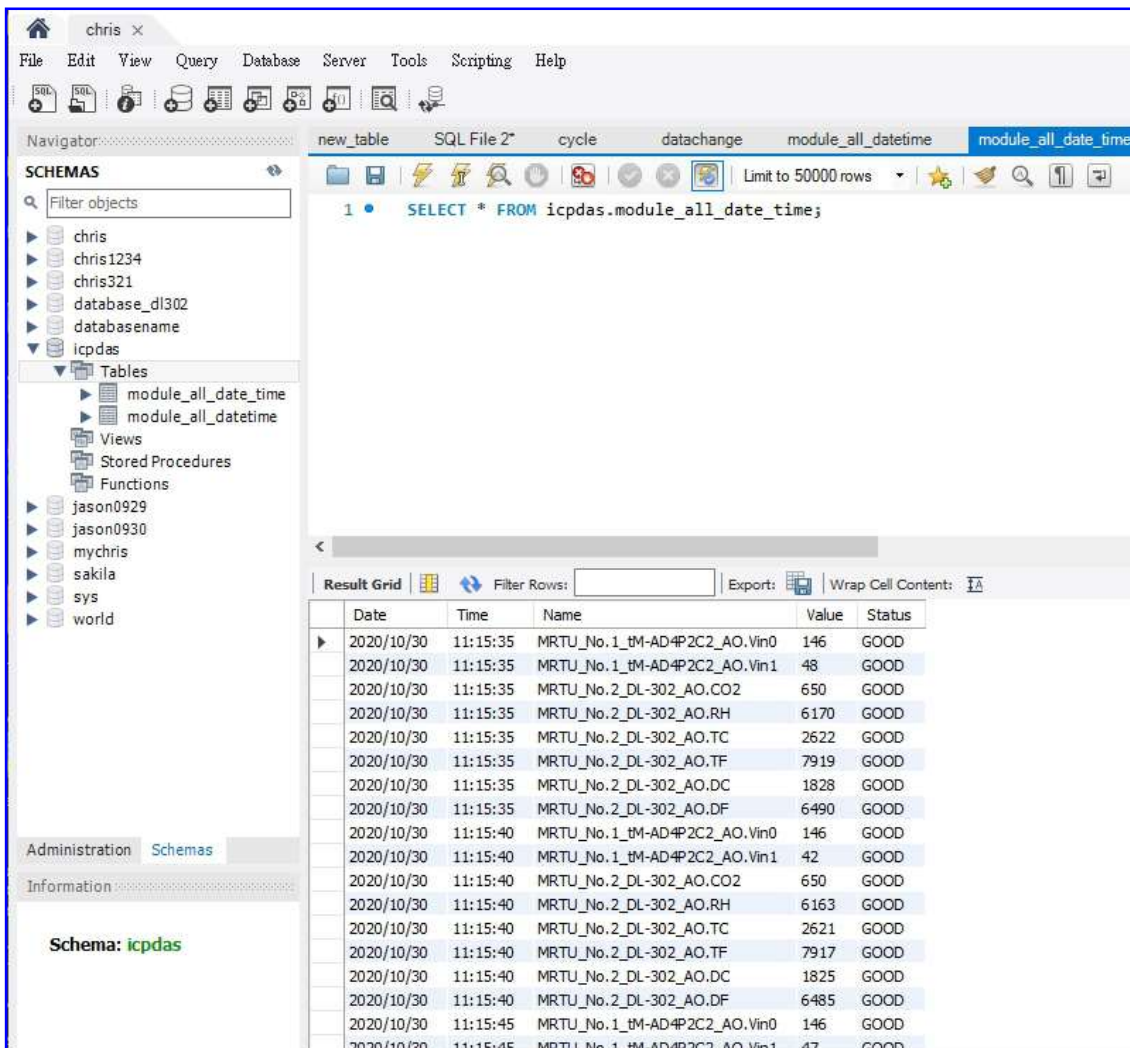 chris ×
File Edit View Query Database Server Tools Scripting Help
Navigator
SCHEMAS
Filter objects
chris
chris1234
chris321
database_dl302
databasename
icpdas
Tables
module_all_date_time
module_all_datetime
Views
Stored Procedures
Functions
jason0929
jason0930
mychris
sakila
sys
world
Administration Schemas
Information
Schema: icpdas
new_table SQL File 2* cycle datachange module_all_datetime module_all_date_time
Limit to 50000 rows
1 SELECT * FROM icpdas.module_all_date_time;
Result Grid Filter Rows: Export: Wrap Cell Content:
Date Time Name Value Status
2020/10/30 11:15:35 MRTU_No.1_tM-AD4P2C2_AO.Vin0 146 GOOD
2020/10/30 11:15:35 MRTU_No.1_tM-AD4P2C2_AO.Vin1 48 GOOD
2020/10/30 11:15:35 MRTU_No.2_DL-302_AO.CO2 650 GOOD
2020/10/30 11:15:35 MRTU_No.2_DL-302_AO.RH 6170 GOOD
2020/10/30 11:15:35 MRTU_No.2_DL-302_AO.TC 2622 GOOD
2020/10/30 11:15:35 MRTU_No.2_DL-302_AO.TF 7919 GOOD
2020/10/30 11:15:35 MRTU_No.2_DL-302_AO.DC 1828 GOOD
2020/10/30 11:15:35 MRTU_No.2_DL-302_AO.DF 6490 GOOD
2020/10/30 11:15:40 MRTU_No.1_tM-AD4P2C2_AO.Vin0 146 GOOD
2020/10/30 11:15:40 MRTU_No.1_tM-AD4P2C2_AO.Vin1 42 GOOD
2020/10/30 11:15:40 MRTU_No.2_DL-302_AO.CO2 650 GOOD
2020/10/30 11:15:40 MRTU_No.2_DL-302_AO.RH 6163 GOOD
2020/10/30 11:15:40 MRTU_No.2_DL-302_AO.TC 2621 GOOD
2020/10/30 11:15:40 MRTU_No.2_DL-302_AO.TF 7917 GOOD
2020/10/30 11:15:40 MRTU_No.2_DL-302_AO.DC 1825 GOOD
2020/10/30 11:15:40 MRTU_No.2_DL-302_AO.DF 6485 GOOD
2020/10/30 11:15:45 MRTU_No.1_tM-AD4P2C2_AO.Vin0 146 GOOD
2020/10/30 11:15:45 MRTU_No.1_tM-AD4P2C2_AO.Vin1 47 GOOD